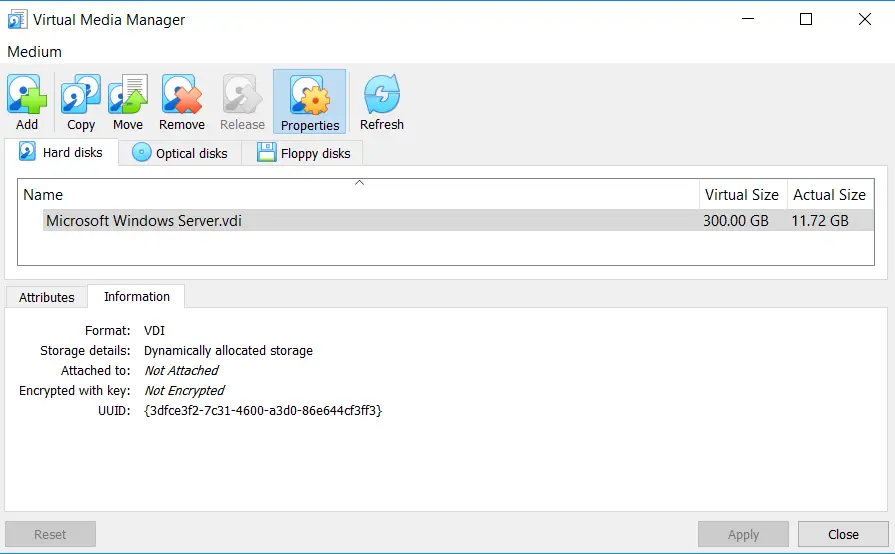 Virtual Media Manager
Medium
Add Copy Move Remove Release Properties Refresh
Hard disks Optical disks Floppy disks
Name Virtual Size Actual Size
Microsoft Windows Server.vdi 300.00 GB 11.72 GB
Attributes Information
Format: VDI
Storage details: Dynamically allocated storage
Attached to: Not Attached
Encrypted with key: Not Encrypted
UUID: {3dfce3f2-7c31-4600-a3d0-86e644cf3ff3}
Reset Apply Close